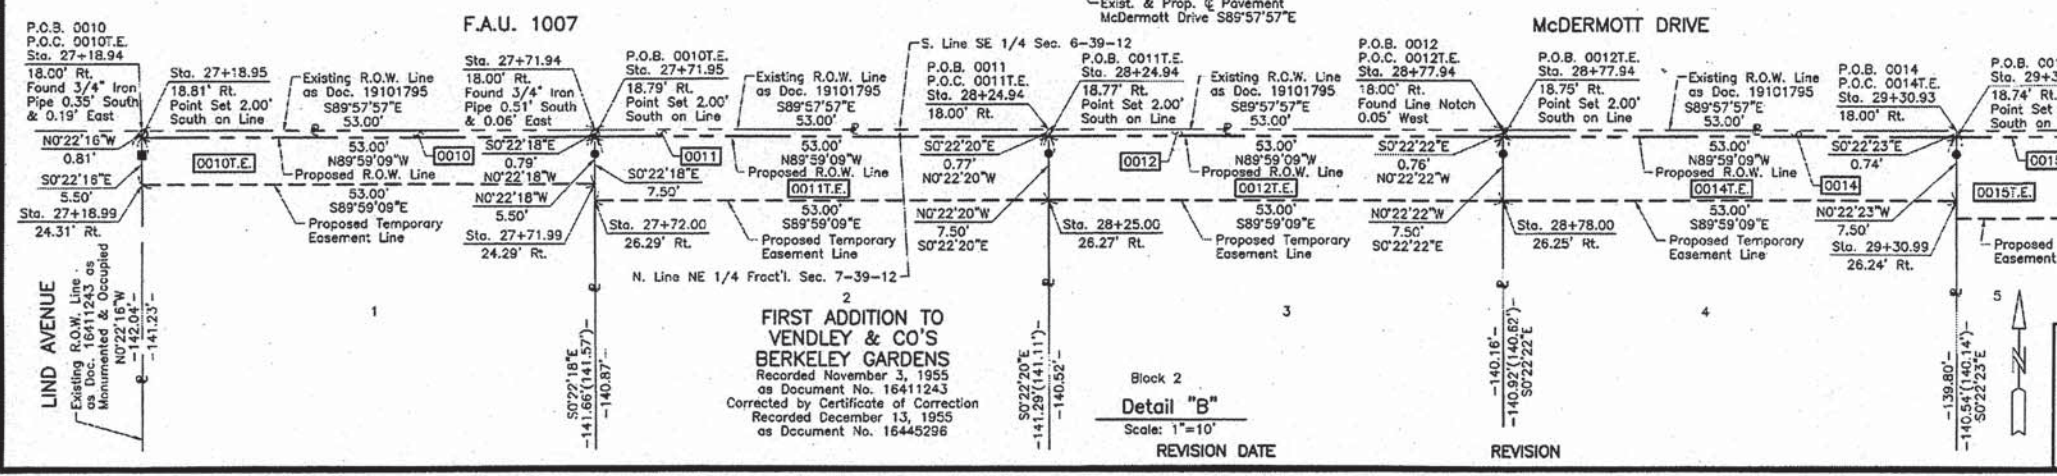 Exist. & Prop. ℄ Pavement
McDermott Drive S89°57'57"E
F.A.U. 1007
McDERMOTT DRIVE
P.O.B. 0010
P.O.C. 0010T.E.
Sta. 27+18.94
18.00' Rt.
Found 3/4" Iron
Pipe 0.35' South
& 0.19' East
N0°22'16"W
0.81'
S0°22'16"E
5.50'
Sta. 27+18.99
24.31' Rt.
Sta. 27+18.95
18.81' Rt.
Point Set 2.00'
South on Line
0010T.E.
Existing R.O.W. Line
as Doc. 19101795
S89°57'57"E
53.00'
53.00'
N89°59'09"W
Proposed R.O.W. Line
0010
53.00'
S89°59'09"E
Proposed Temporary
Easement Line
Sta. 27+71.94
18.00' Rt.
Found 3/4" Iron
Pipe 0.51' South
& 0.06' East
S0°22'18"E
0.79'
N0°22'18"W
N0°22'18"W
5.50'
Sta. 27+71.99
24.29' Rt.
P.O.B. 0010T.E.
Sta. 27+71.95
18.79' Rt.
Point Set 2.00'
South on Line
0011
S0°22'18"E
7.50'
Sta. 27+72.00
26.29' Rt.
Existing R.O.W. Line
as Doc. 19101795
S89°57'57"E
53.00'
53.00'
N89°59'09"W
Proposed R.O.W. Line
0011T.E.
53.00'
S89°59'09"E
Proposed Temporary
Easement Line
S. Line SE 1/4 Sec. 6-39-12
N. Line NE 1/4 Fract'l. Sec. 7-39-12
P.O.B. 0011
P.O.C. 0011T.E.
Sta. 28+24.94
18.00' Rt.
S0°22'20"E
0.77'
N0°22'20"W
N0°22'20"W
7.50'
S0°22'20"E
P.O.B. 0011T.E.
Sta. 28+24.94
18.77' Rt.
Point Set 2.00'
South on Line
0012
Sta. 28+25.00
26.27' Rt.
Existing R.O.W. Line
as Doc. 19101795
S89°57'57"E
53.00'
53.00'
N89°59'09"W
Proposed R.O.W. Line
0012T.E.
53.00'
S89°59'09"E
Proposed Temporary
Easement Line
P.O.B. 0012
P.O.C. 0012T.E.
Sta. 28+77.94
18.00' Rt.
Found Line Notch
0.05' West
S0°22'22"E
0.76'
N0°22'22"W
N0°22'22"W
7.50'
S0°22'22"E
P.O.B. 0012T.E.
Sta. 28+77.94
18.75' Rt.
Point Set 2.00'
South on Line
Sta. 28+78.00
26.25' Rt.
Existing R.O.W. Line
as Doc. 19101795
S89°57'57"E
53.00'
53.00'
N89°59'09"W
Proposed R.O.W. Line
0014T.E.
0014
53.00'
S89°59'09"E
Proposed Temporary
Easement Line
P.O.B. 0014
P.O.C. 0014T.E.
Sta. 29+30.93
18.00' Rt.
S0°22'23"E
0.74'
N0°22'23"W
7.50'
Sta. 29+30.99
26.24' Rt.
18.74' Rt.
Point Set
South on
0015T.E.
Proposed
Easement
LIND AVENUE
Existing R.O.W. Line
as Doc. 16411243 as
Monumented & Occupied
N0°22'16"W
-142.04'-
-141.23'-
1
S0°22'18"E
-141.66'(141.57')-
-140.87'-
2
FIRST ADDITION TO
VENDLEY & CO'S
BERKELEY GARDENS
Recorded November 3, 1955
as Document No. 16411243
Corrected by Certificate of Correction
Recorded December 13, 1955
as Document No. 16445296
S0°22'20"E
-141.29'(141.11')-
-140.52'-
3
Block 2
Detail "B"
Scale: 1"=10'
-140.16'-
-140.92'(140.62')-
S0°22'22"E
4
-139.80'-
-140.54'(140.14')-
S0°22'23"E
5
N
REVISION DATE
REVISION